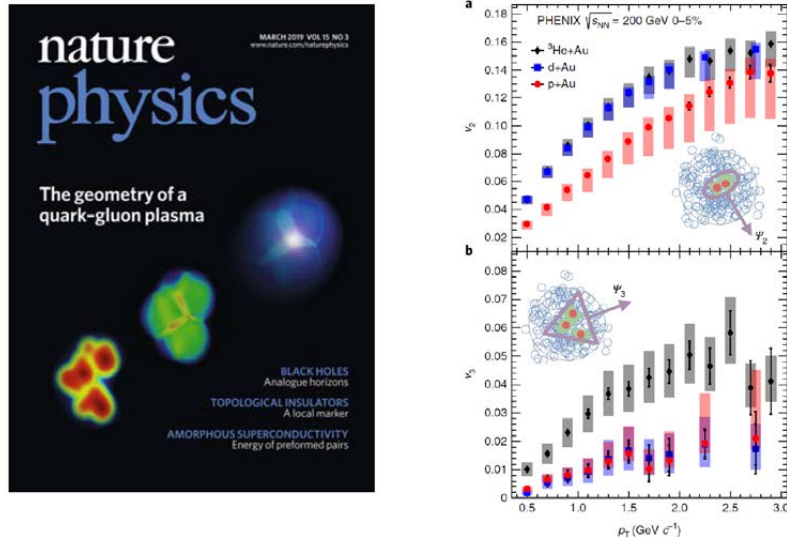 MARCH 2019 VOL 15 NO 3
www.nature.com/naturephysics
nature
physics
The geometry of a
quark–gluon plasma
BLACK HOLES
Analogue horizons
TOPOLOGICAL INSULATORS
A local marker
AMORPHOUS SUPERCONDUCTIVITY
Energy of preformed pairs
a
PHENIX √sNN = 200 GeV 0–5%
³He+Au
d+Au
p+Au
0.16
0.14
0.12
0.10
0.08
0.06
0.04
0.02
v₂
Ψ₂
b
0.08
0.07
0.06
0.05
0.04
0.03
0.02
0.01
0
v₃
Ψ₃
0.5 1.0 1.5 2.0 2.5 3.0
pT (GeV c⁻¹)